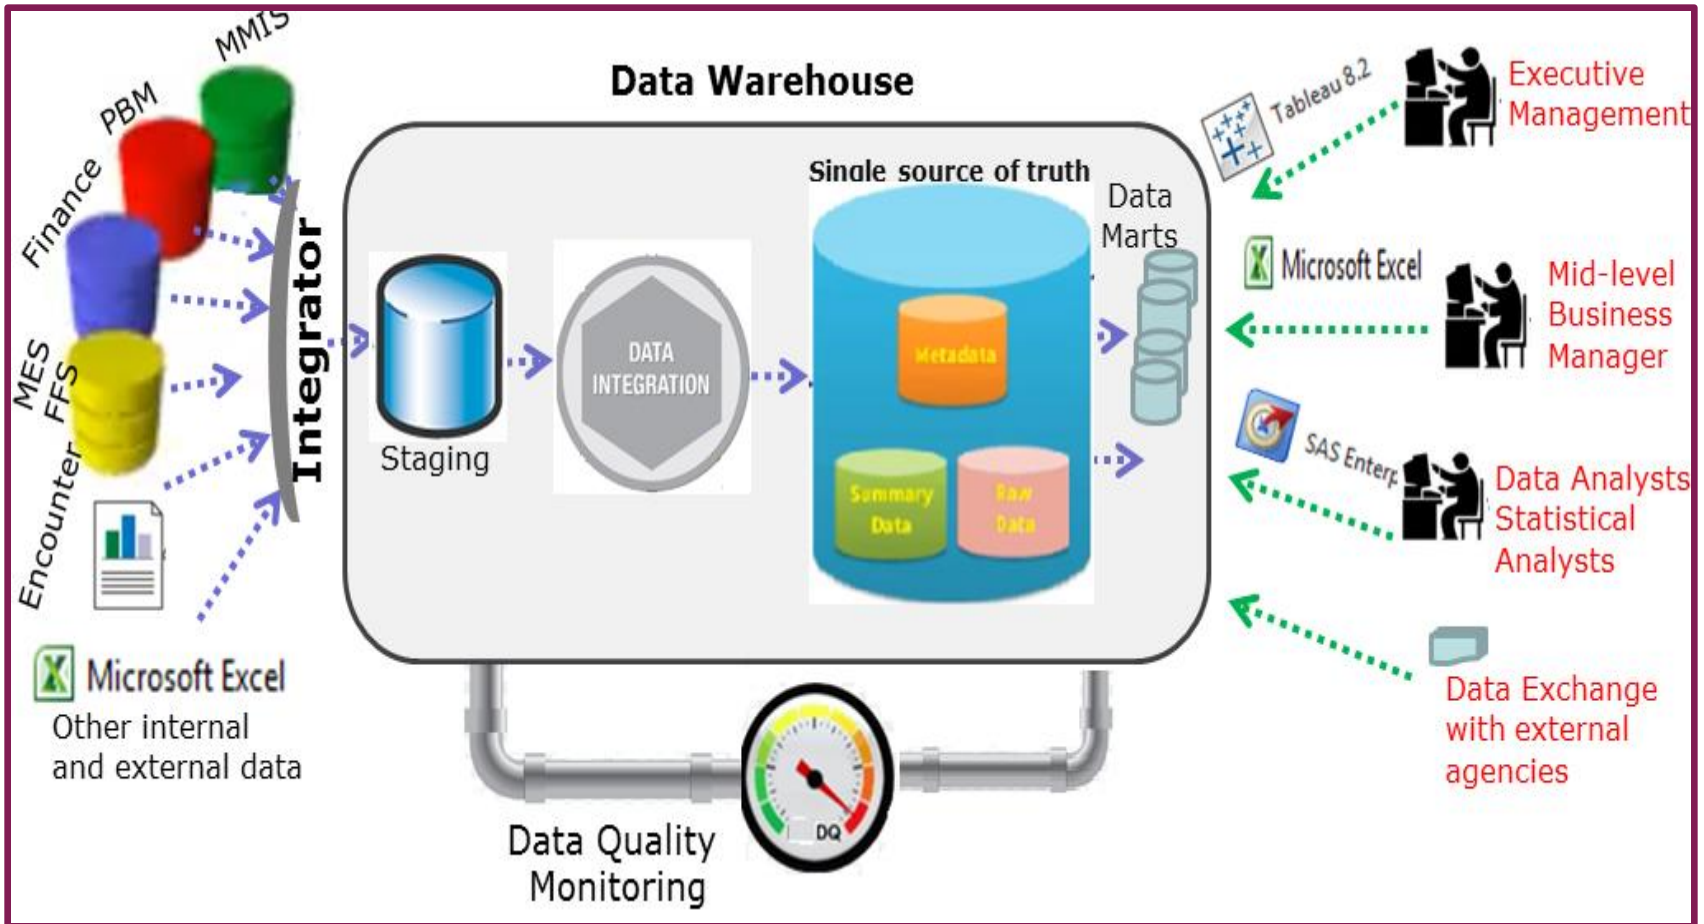 MMIS
PBM
Finance
MES
FFS
Encounter
Microsoft Excel
Other internal
and external data
Integrator
Data Warehouse
Staging
DATA
INTEGRATION
Single source of truth
Metadata
Summary
Data
Raw
Data
Data
Marts
Data Quality
Monitoring
DQ
Tableau 8.2
Executive
Management
Microsoft Excel
Mid-level
Business
Manager
SAS Enterp
Data Analysts
Statistical
Analysts
Data Exchange
with external
agencies